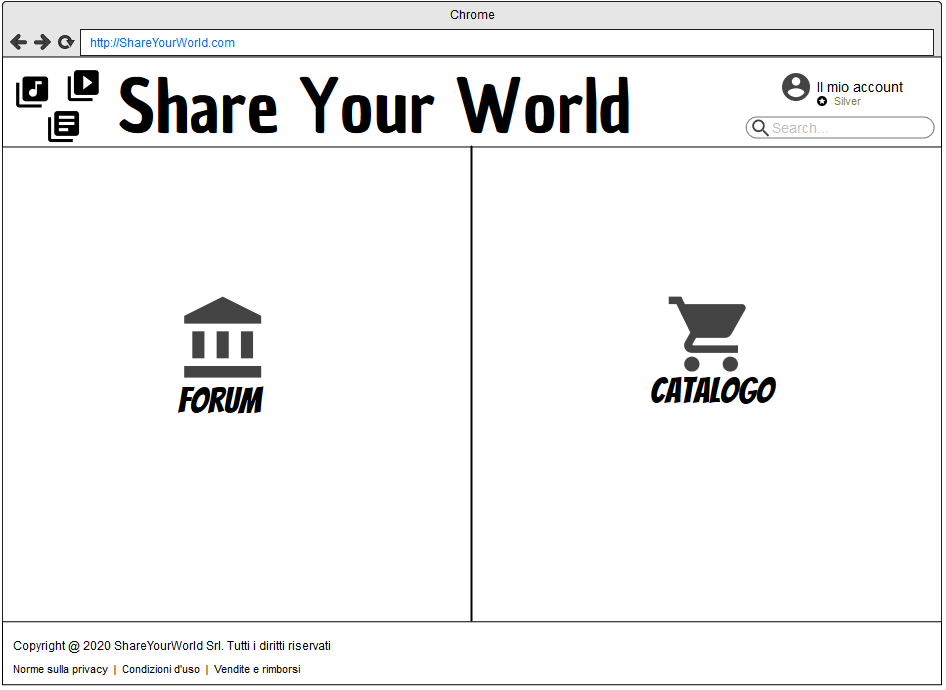 Chrome
http://ShareYourWorld.com
Share Your World
Il mio account
Silver
Search...
FORUM
CATALOGO
Copyright @ 2020 ShareYourWorld Srl. Tutti i diritti riservati
Norme sulla privacy | Condizioni d'uso | Vendite e rimborsi